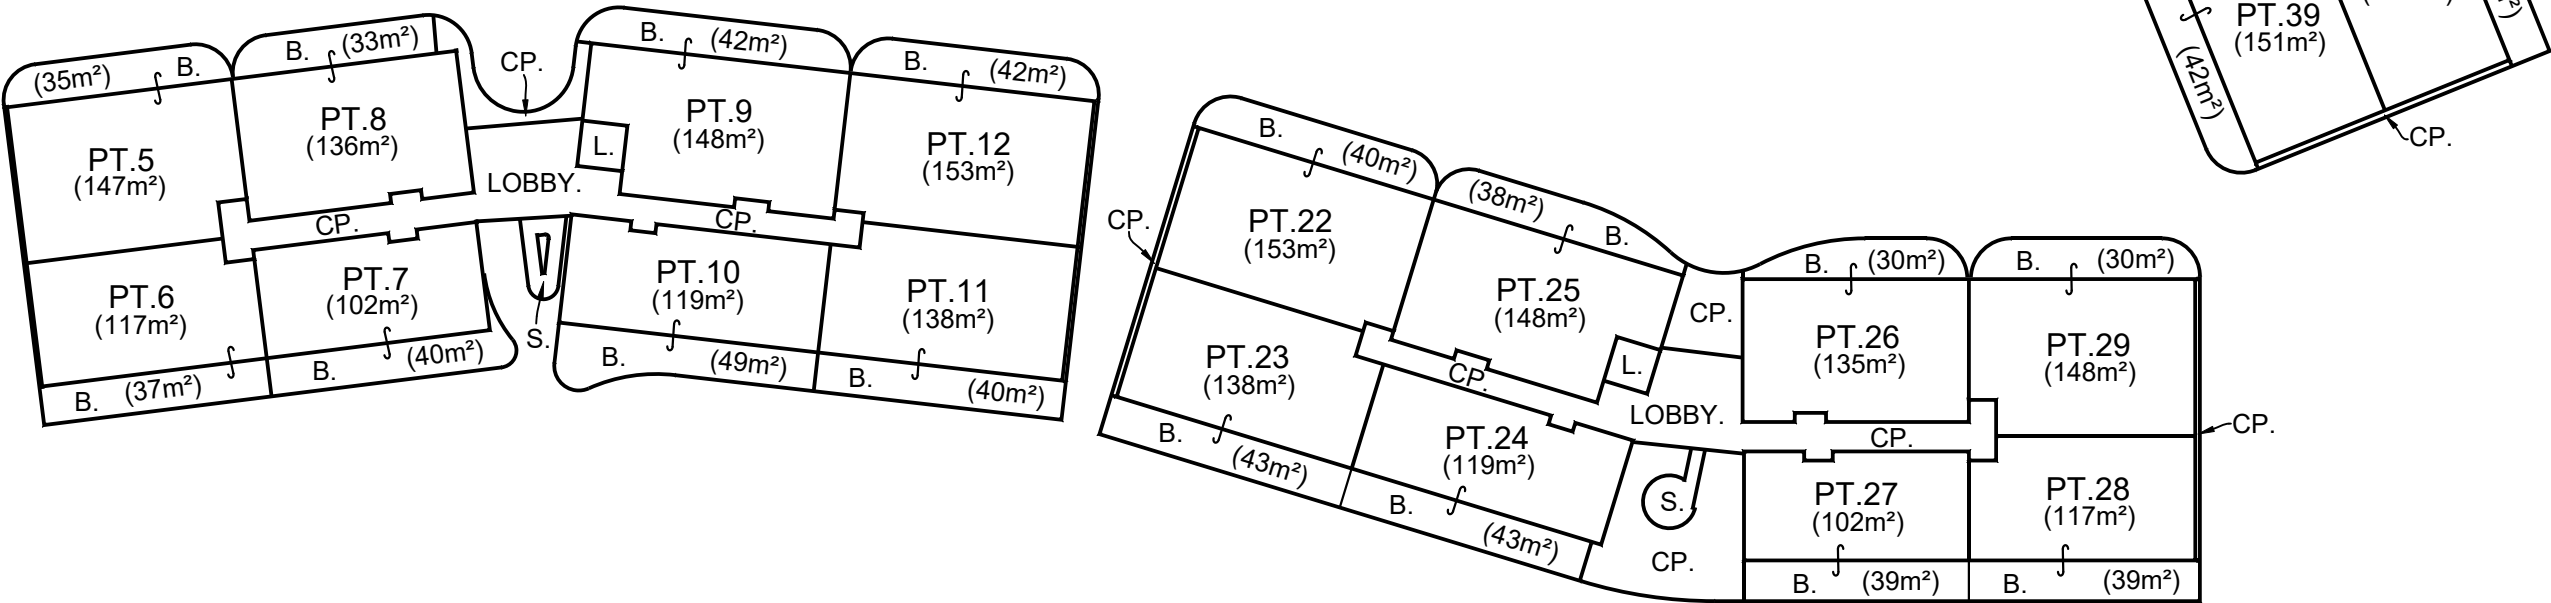 (35m²)
B.
PT.5
(147m²)
PT.6
(117m²)
B.
(37m²)
B.
(33m²)
PT.8
(136m²)
CP.
PT.7
(102m²)
B.
(40m²)
CP.
LOBBY.
L.
S.
B.
(42m²)
PT.9
(148m²)
CP.
PT.10
(119m²)
B.
(49m²)
B.
(42m²)
PT.12
(153m²)
PT.11
(138m²)
B.
(40m²)
CP.
B.
(40m²)
PT.22
(153m²)
PT.23
(138m²)
B.
(43m²)
(38m²)
B.
PT.25
(148m²)
L.
CP.
PT.24
(119m²)
B.
(43m²)
CP.
LOBBY.
S.
CP.
B.
(30m²)
PT.26
(135m²)
CP.
PT.27
(102m²)
B.
(39m²)
B.
(30m²)
PT.29
(148m²)
PT.28
(117m²)
B.
(39m²)
CP.
PT.39
(151m²)
(42m²)
CP.